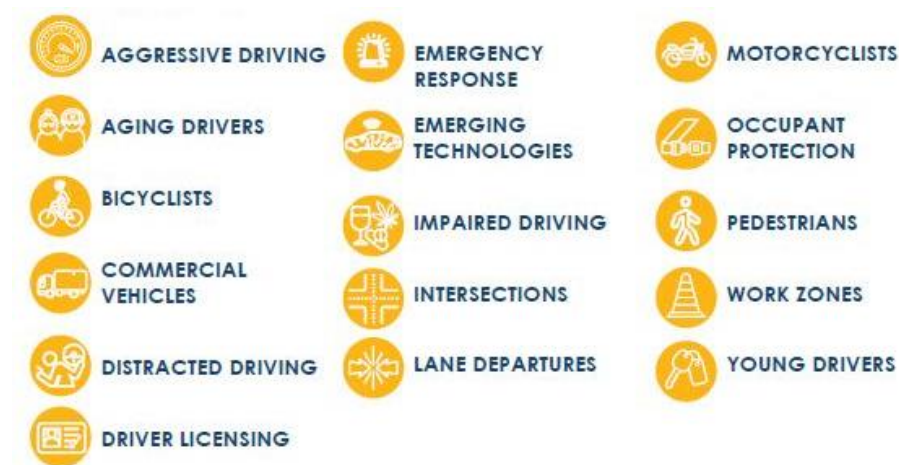 AGGRESSIVE DRIVING
AGING DRIVERS
BICYCLISTS
COMMERCIAL
VEHICLES
DISTRACTED DRIVING
DRIVER LICENSING
EMERGENCY
RESPONSE
EMERGING
TECHNOLOGIES
IMPAIRED DRIVING
INTERSECTIONS
LANE DEPARTURES
MOTORCYCLISTS
OCCUPANT
PROTECTION
PEDESTRIANS
WORK ZONES
YOUNG DRIVERS